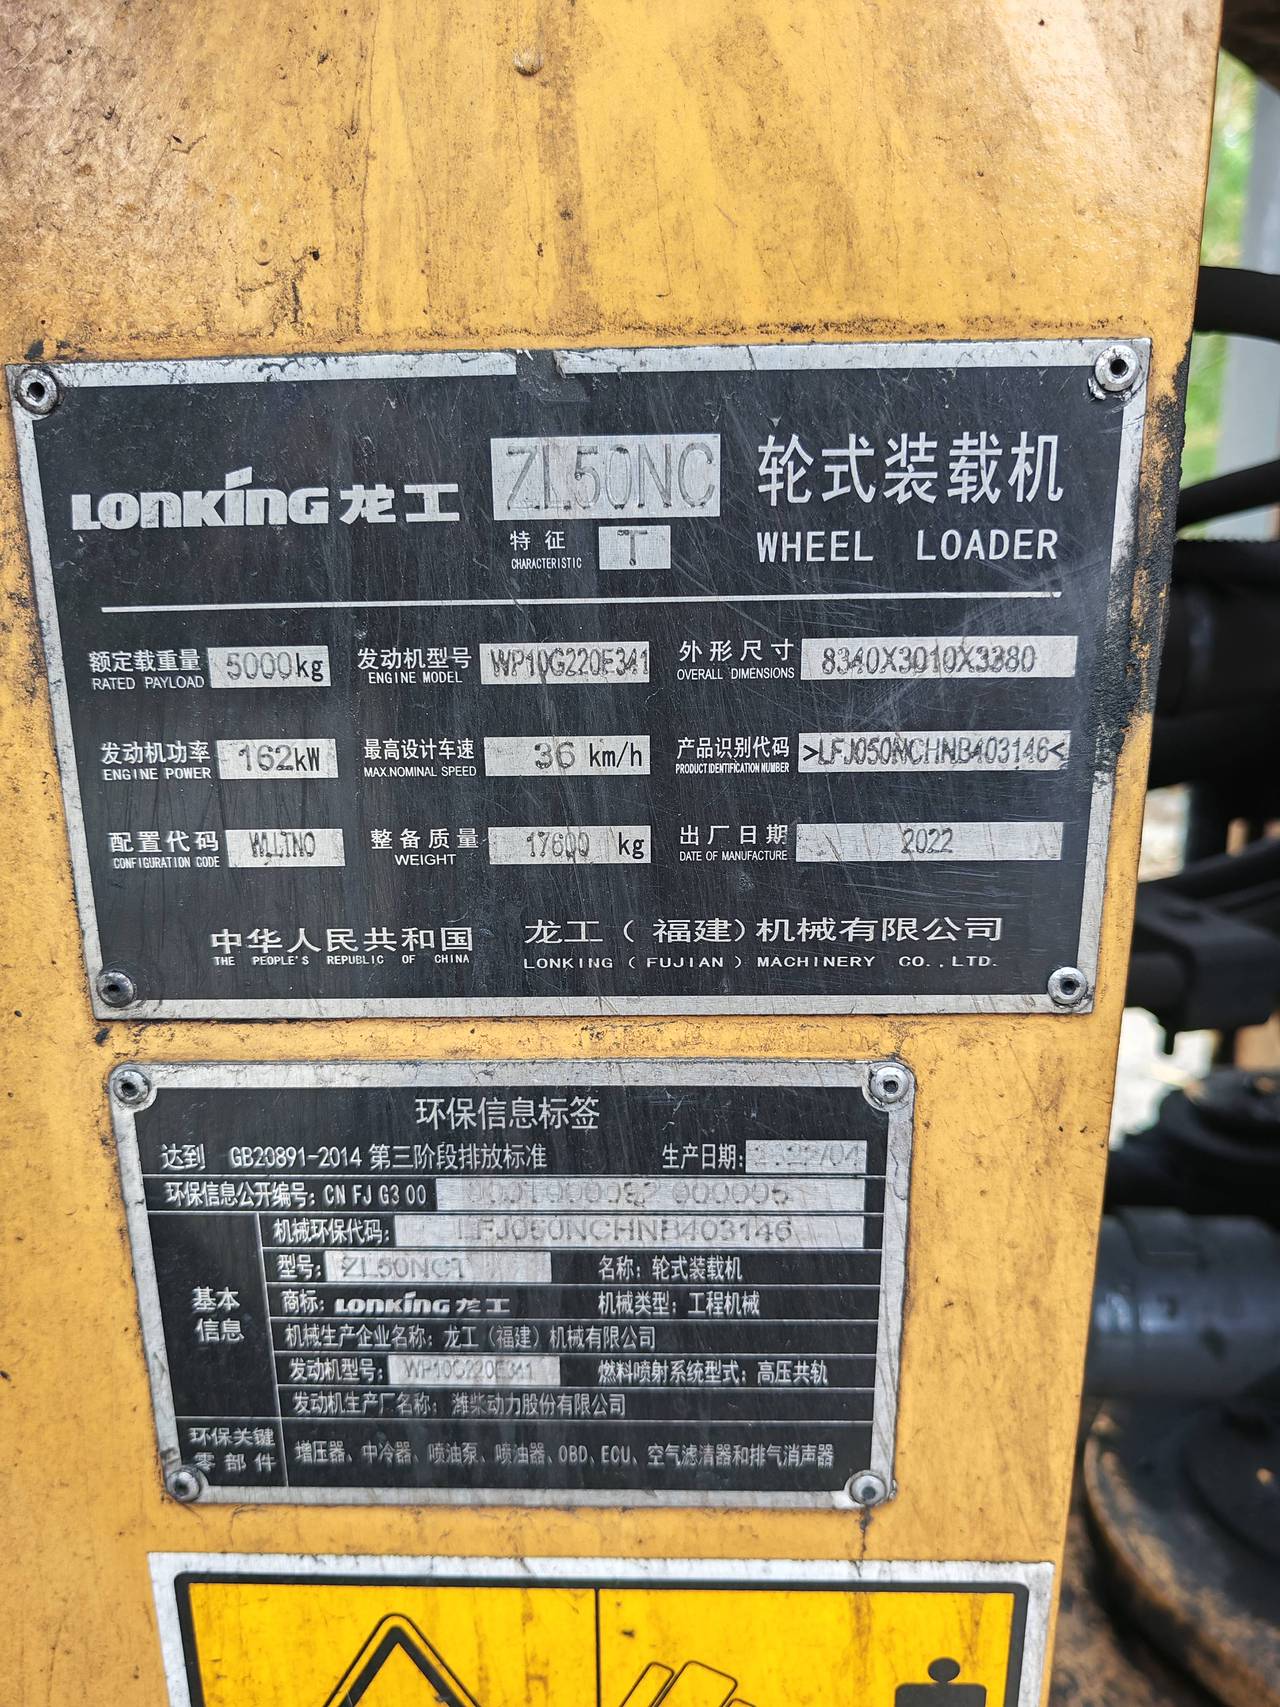 LONKING 龙工 ZL50NC 轮式装载机
特征 T WHEEL LOADER
CHARACTERISTIC
额定载重量 5000kg 发动机型号 WP10G220E341 外形尺寸 8340X3010X3380
RATED PAYLOAD ENGINE MODEL OVERALL DIMENSIONS
发动机功率 162kW 最高设计车速 36 km/h 产品识别代码 >LFJ050NCHNB403146<
ENGINE POWER MAX.NOMINAL SPEED PRODUCT IDENTIFICATION NUMBER
配置代码 整备质量 17600 kg 出厂日期 2022
CONFIGURATION CODE WEIGHT DATE OF MANUFACTURE
中华人民共和国 龙工(福建)机械有限公司
THE PEOPLE'S REPUBLIC OF CHINA LONKING (FUJIAN) MACHINERY CO.,LTD.
环保信息标签
达到 GB20891-2014 第三阶段排放标准 生产日期: 2022/04
环保信息公开编号: CN FJ G3 00
机械环保代码: LFJ050NCHNB403146
型号: ZL50NCT 名称: 轮式装载机
基本信息
商标: LONKING 龙工 机械类型: 工程机械
机械生产企业名称: 龙工(福建)机械有限公司
发动机型号: WP10G220E341 燃料喷射系统型式: 高压共轨
发动机生产厂名称: 潍柴动力股份有限公司
环保关键零部件 增压器、中冷器、喷油泵、喷油器、OBD、ECU、空气滤清器和排气消声器